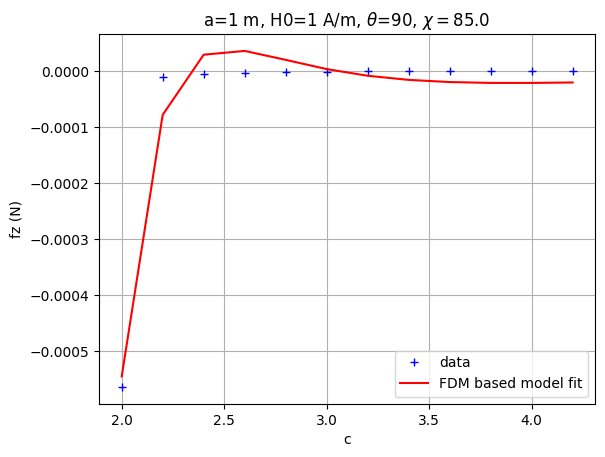 a=1 m, H0=1 A/m, θ=90, χ = 85.0
0.0000
−0.0001
−0.0002
−0.0003
−0.0004
−0.0005
fz (N)
2.0 2.5 3.0 3.5 4.0
c
data
FDM based model fit